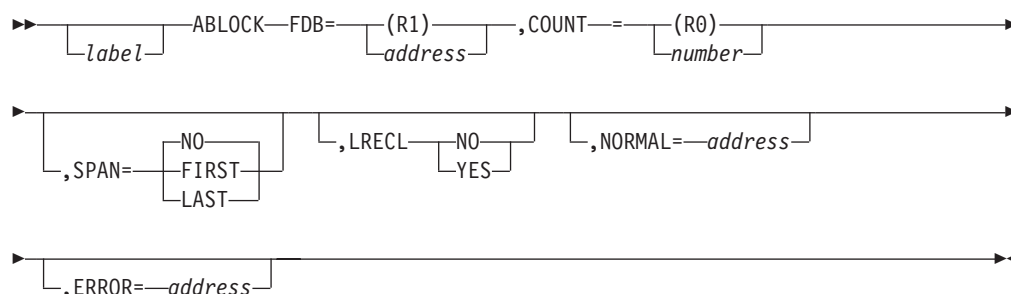 ABLOCK FDB= (R1) ,COUNT = (R0)
label address number
NO ,LRECL NO ,NORMAL= address
,SPAN= FIRST YES
LAST
,ERROR= address